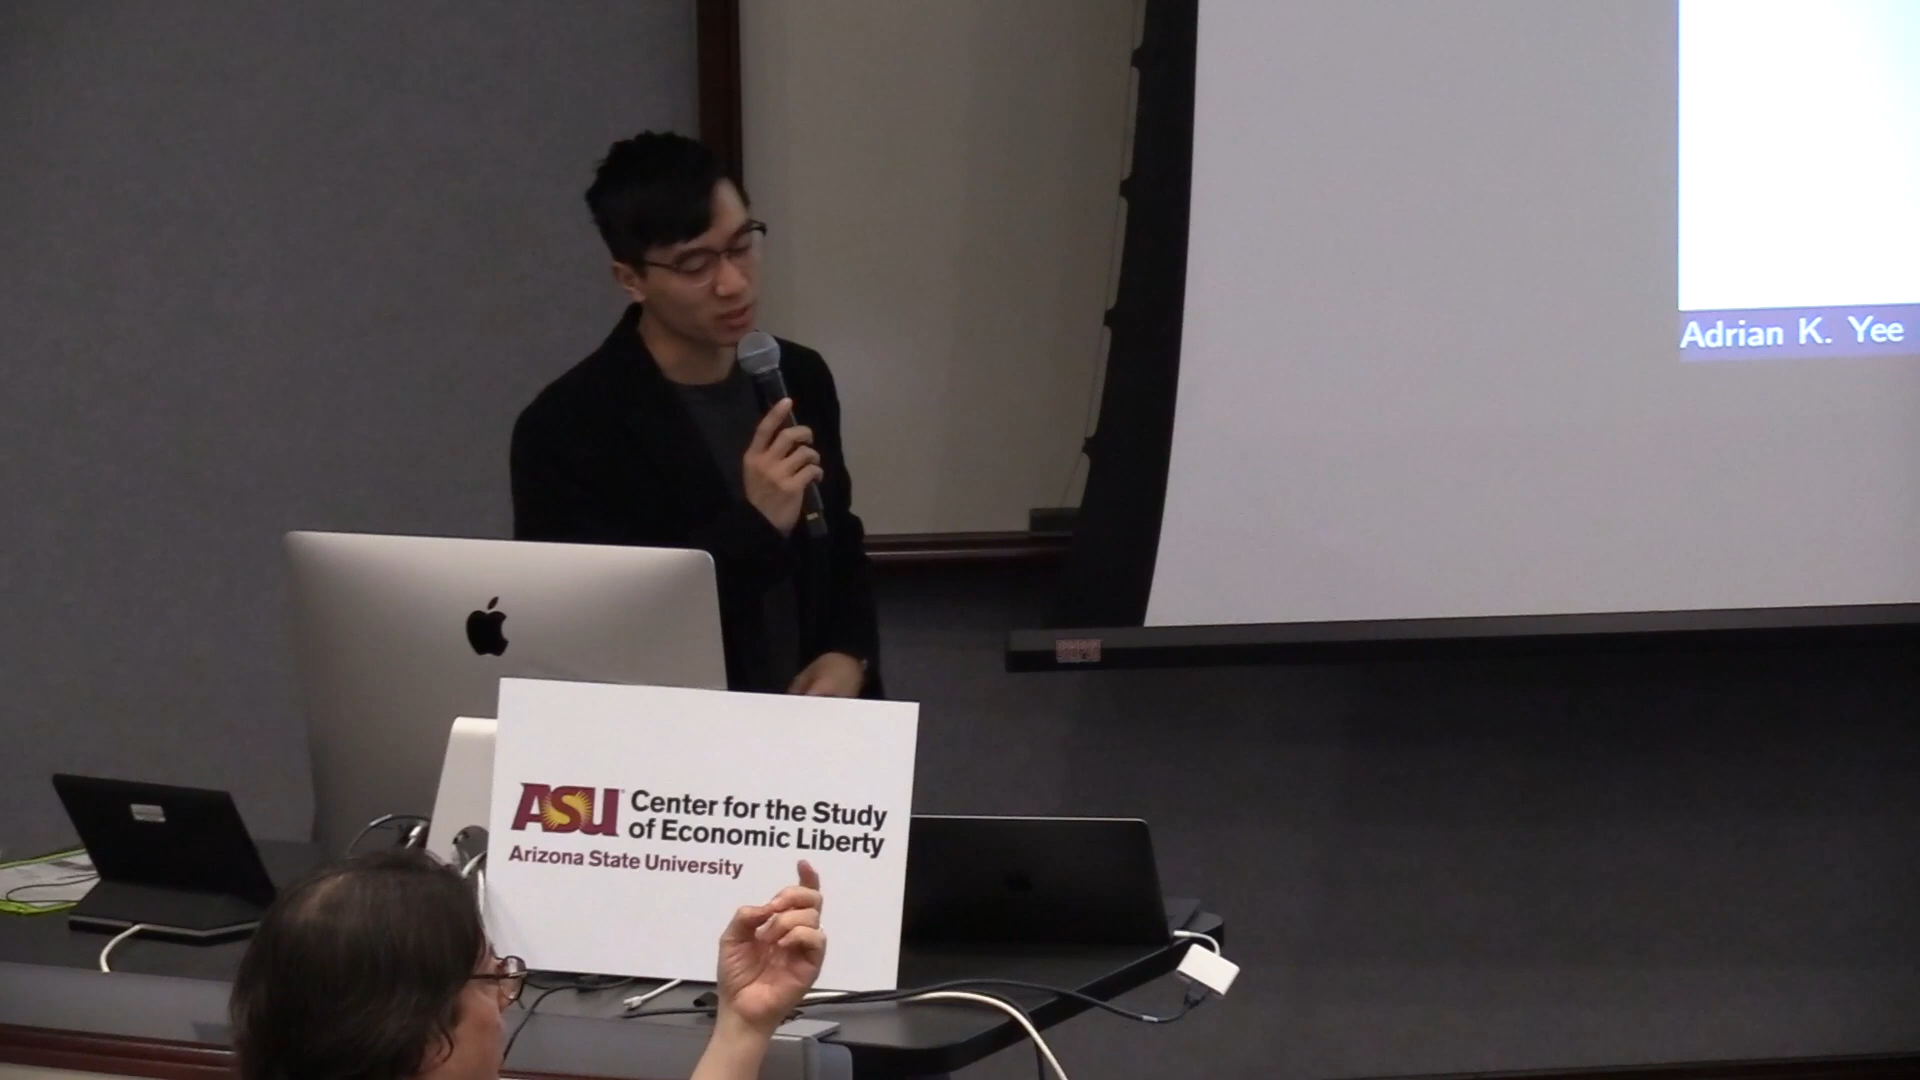 Adrian K. Yee
ASU Center for the Study
of Economic Liberty
Arizona State University